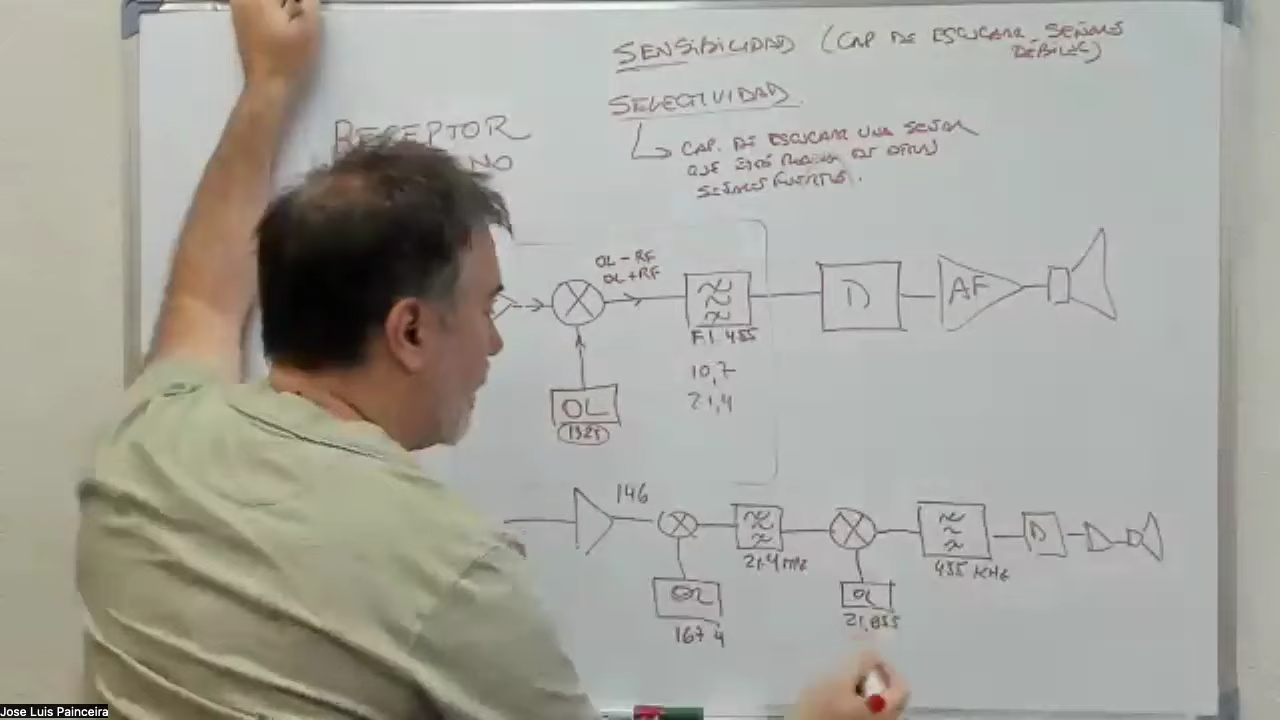 SENSIBILIDAD (CAP DE ESCUCHAR SEÑALES
DEBILES)
SELECTIVIDAD
CAP. DE ESCUCHAR UNA SEÑAL
QUE ESTÉ RODEADA DE OTRAS
SEÑALES FUERTES.
RECEPTOR
NO
OL - RF
OL + RF
D
AF
F.I 455
10,7
21,4
OL
1325
146
21,4 MHz
455 KHz
D
OL
167 4
OL
21,855
Jose Luis Painceira